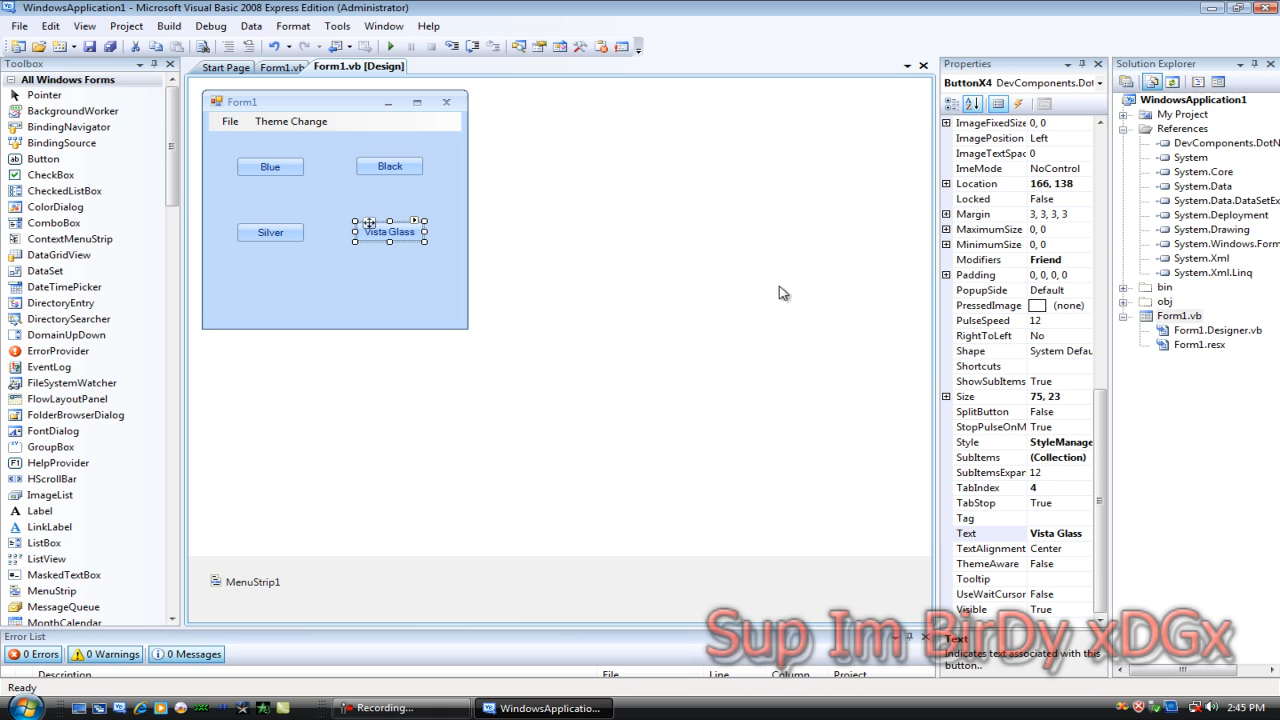 WindowsApplication1 - Microsoft Visual Basic 2008 Express Edition (Administrator)
File Edit View Project Build Debug Data Format Tools Window Help
Toolbox
All Windows Forms
Pointer
BackgroundWorker
BindingNavigator
BindingSource
Button
CheckBox
CheckedListBox
ColorDialog
ComboBox
ContextMenuStrip
DataGridView
DataSet
DateTimePicker
DirectoryEntry
DirectorySearcher
DomainUpDown
ErrorProvider
EventLog
FileSystemWatcher
FlowLayoutPanel
FolderBrowserDialog
FontDialog
GroupBox
HelpProvider
HScrollBar
ImageList
Label
LinkLabel
ListBox
ListView
MaskedTextBox
MenuStrip
MessageQueue
MonthCalendar
Start Page Form1.vb Form1.vb [Design]
Form1
File Theme Change
Blue Black
Silver Vista Glass
MenuStrip1
Properties
ButtonX4 DevComponents.Dot
ImageFixedSize 0, 0
ImagePosition Left
ImageTextSpac 0
ImeMode NoControl
Location 166, 138
Locked False
Margin 3, 3, 3, 3
MaximumSize 0, 0
MinimumSize 0, 0
Modifiers Friend
Padding 0, 0, 0, 0
PopupSide Default
PressedImage (none)
PulseSpeed 12
RightToLeft No
Shape System Defau
Shortcuts
ShowSubItems True
Size 75, 23
SplitButton False
StopPulseOnM True
Style StyleManage
SubItems (Collection)
SubItemsExpan 12
TabIndex 4
TabStop True
Tag
Text Vista Glass
TextAlignment Center
ThemeAware False
Tooltip
UseWaitCursor False
Visible True
Text
Indicates text associated with this
button..
Solution Explorer
WindowsApplication1
My Project
References
DevComponents.DotN
System
System.Core
System.Data
System.Data.DataSetEx
System.Deployment
System.Drawing
System.Windows.Form
System.Xml
System.Xml.Linq
bin
obj
Form1.vb
Form1.Designer.vb
Form1.resx
Error List
0 Errors 0 Warnings 0 Messages
Description File Line Column Project
Sup Im BirDy xDGx
Ready
Recording... WindowsApplicatio... 2:45 PM